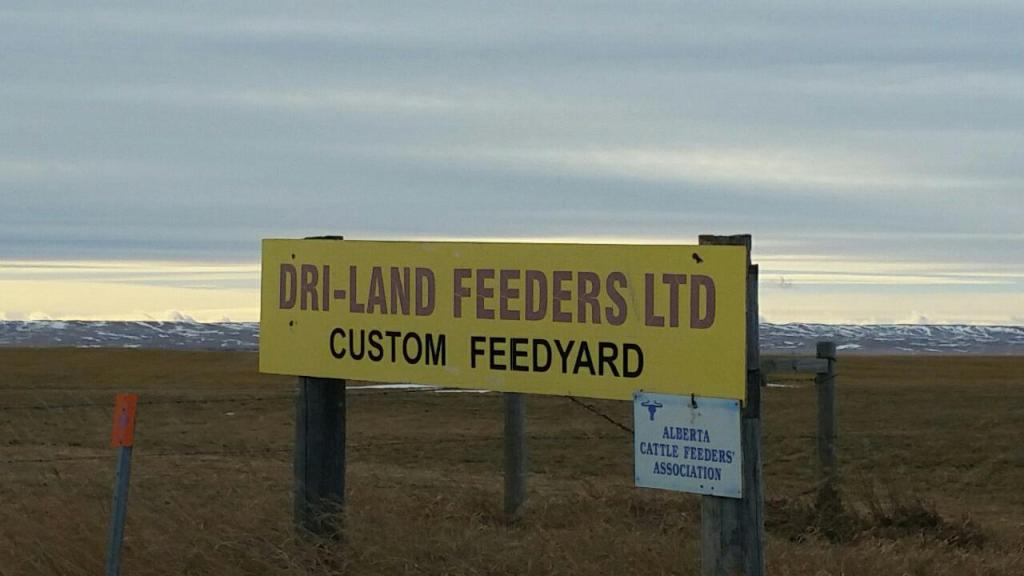 DRI-LAND FEEDERS LTD
CUSTOM FEEDYARD
ALBERTA
CATTLE FEEDERS'
ASSOCIATION